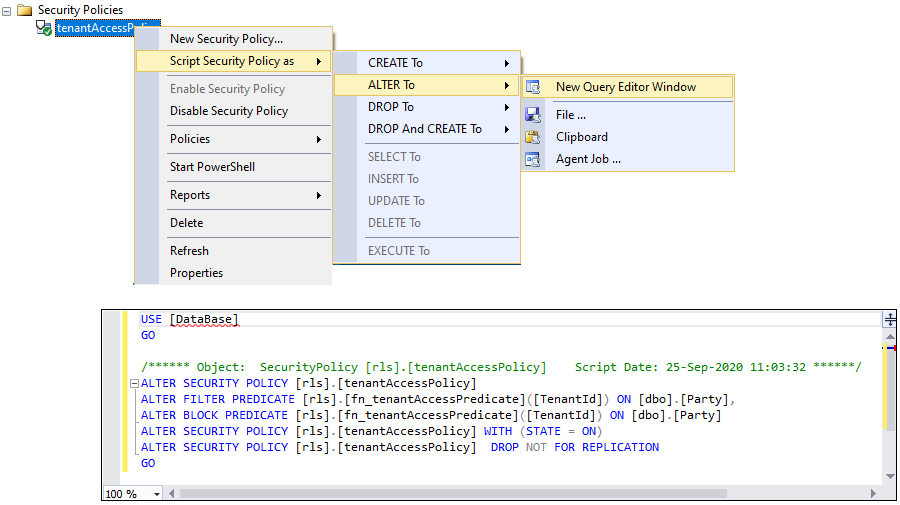 Security Policies
tenantAccessPolicy
New Security Policy...
Script Security Policy as
Enable Security Policy
Disable Security Policy
Policies
Start PowerShell
Reports
Delete
Refresh
Properties
CREATE To
ALTER To
DROP To
DROP And CREATE To
SELECT To
INSERT To
UPDATE To
DELETE To
EXECUTE To
New Query Editor Window
File ...
Clipboard
Agent Job ...
USE [DataBase]
GO
/****** Object:  SecurityPolicy [rls].[tenantAccessPolicy]    Script Date: 25-Sep-2020 11:03:32 ******/
ALTER SECURITY POLICY [rls].[tenantAccessPolicy]
ALTER FILTER PREDICATE [rls].[fn_tenantAccessPredicate]([TenantId]) ON [dbo].[Party],
ALTER BLOCK PREDICATE [rls].[fn_tenantAccessPredicate]([TenantId]) ON [dbo].[Party]
ALTER SECURITY POLICY [rls].[tenantAccessPolicy] WITH (STATE = ON)
ALTER SECURITY POLICY [rls].[tenantAccessPolicy]  DROP NOT FOR REPLICATION
GO
100 %